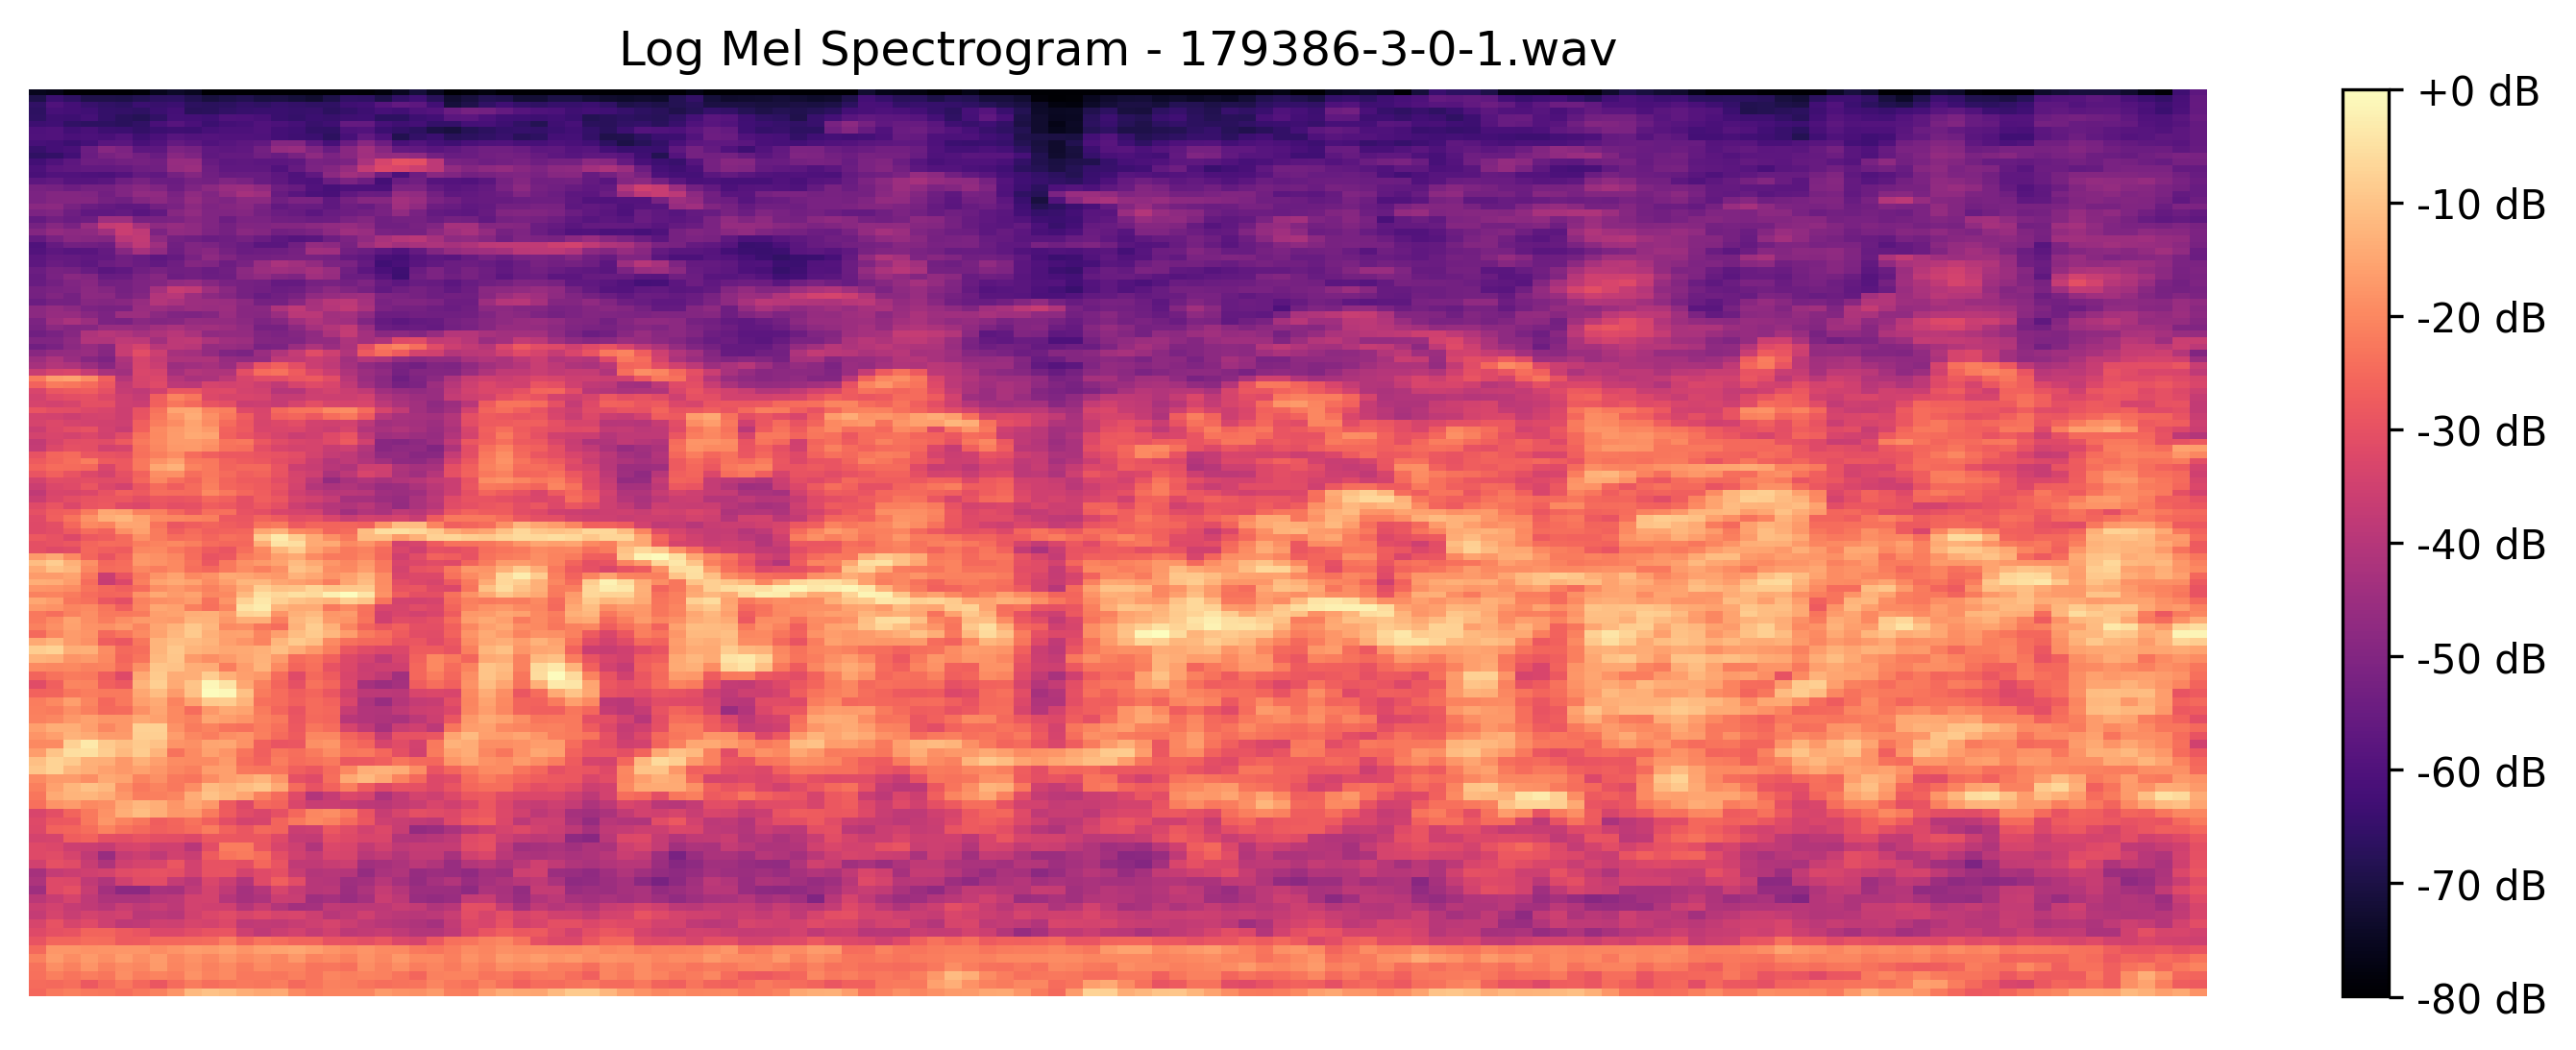 Log Mel Spectrogram - 179386-3-0-1.wav
+0 dB
-10 dB
-20 dB
-30 dB
-40 dB
-50 dB
-60 dB
-70 dB
-80 dB